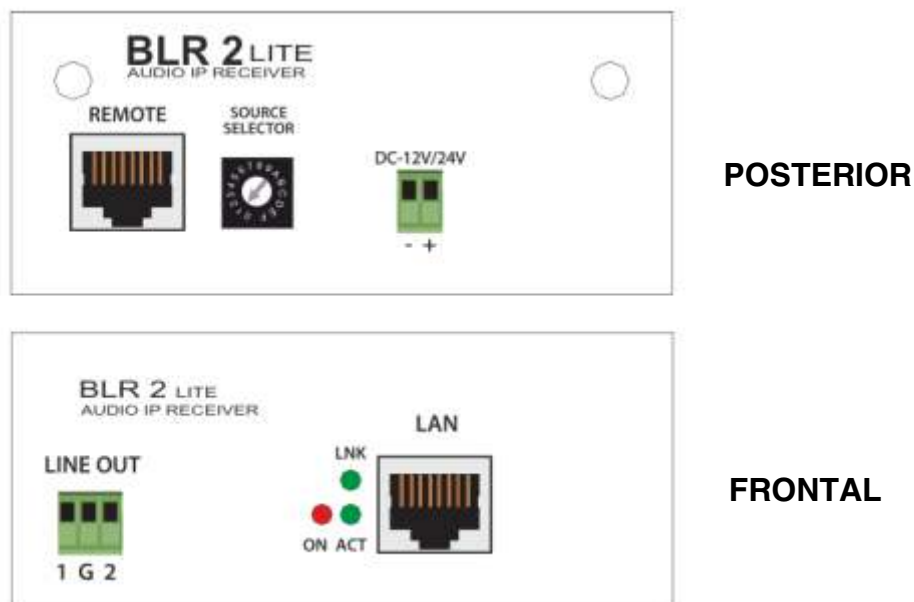 BLR 2 LITE
AUDIO IP RECEIVER
REMOTE
SOURCE
SELECTOR
DC-12V/24V
0123456789ABCDEF
- +
POSTERIOR
BLR 2 LITE
AUDIO IP RECEIVER
LAN
LINE OUT
LNK
ON ACT
1 G 2
FRONTAL